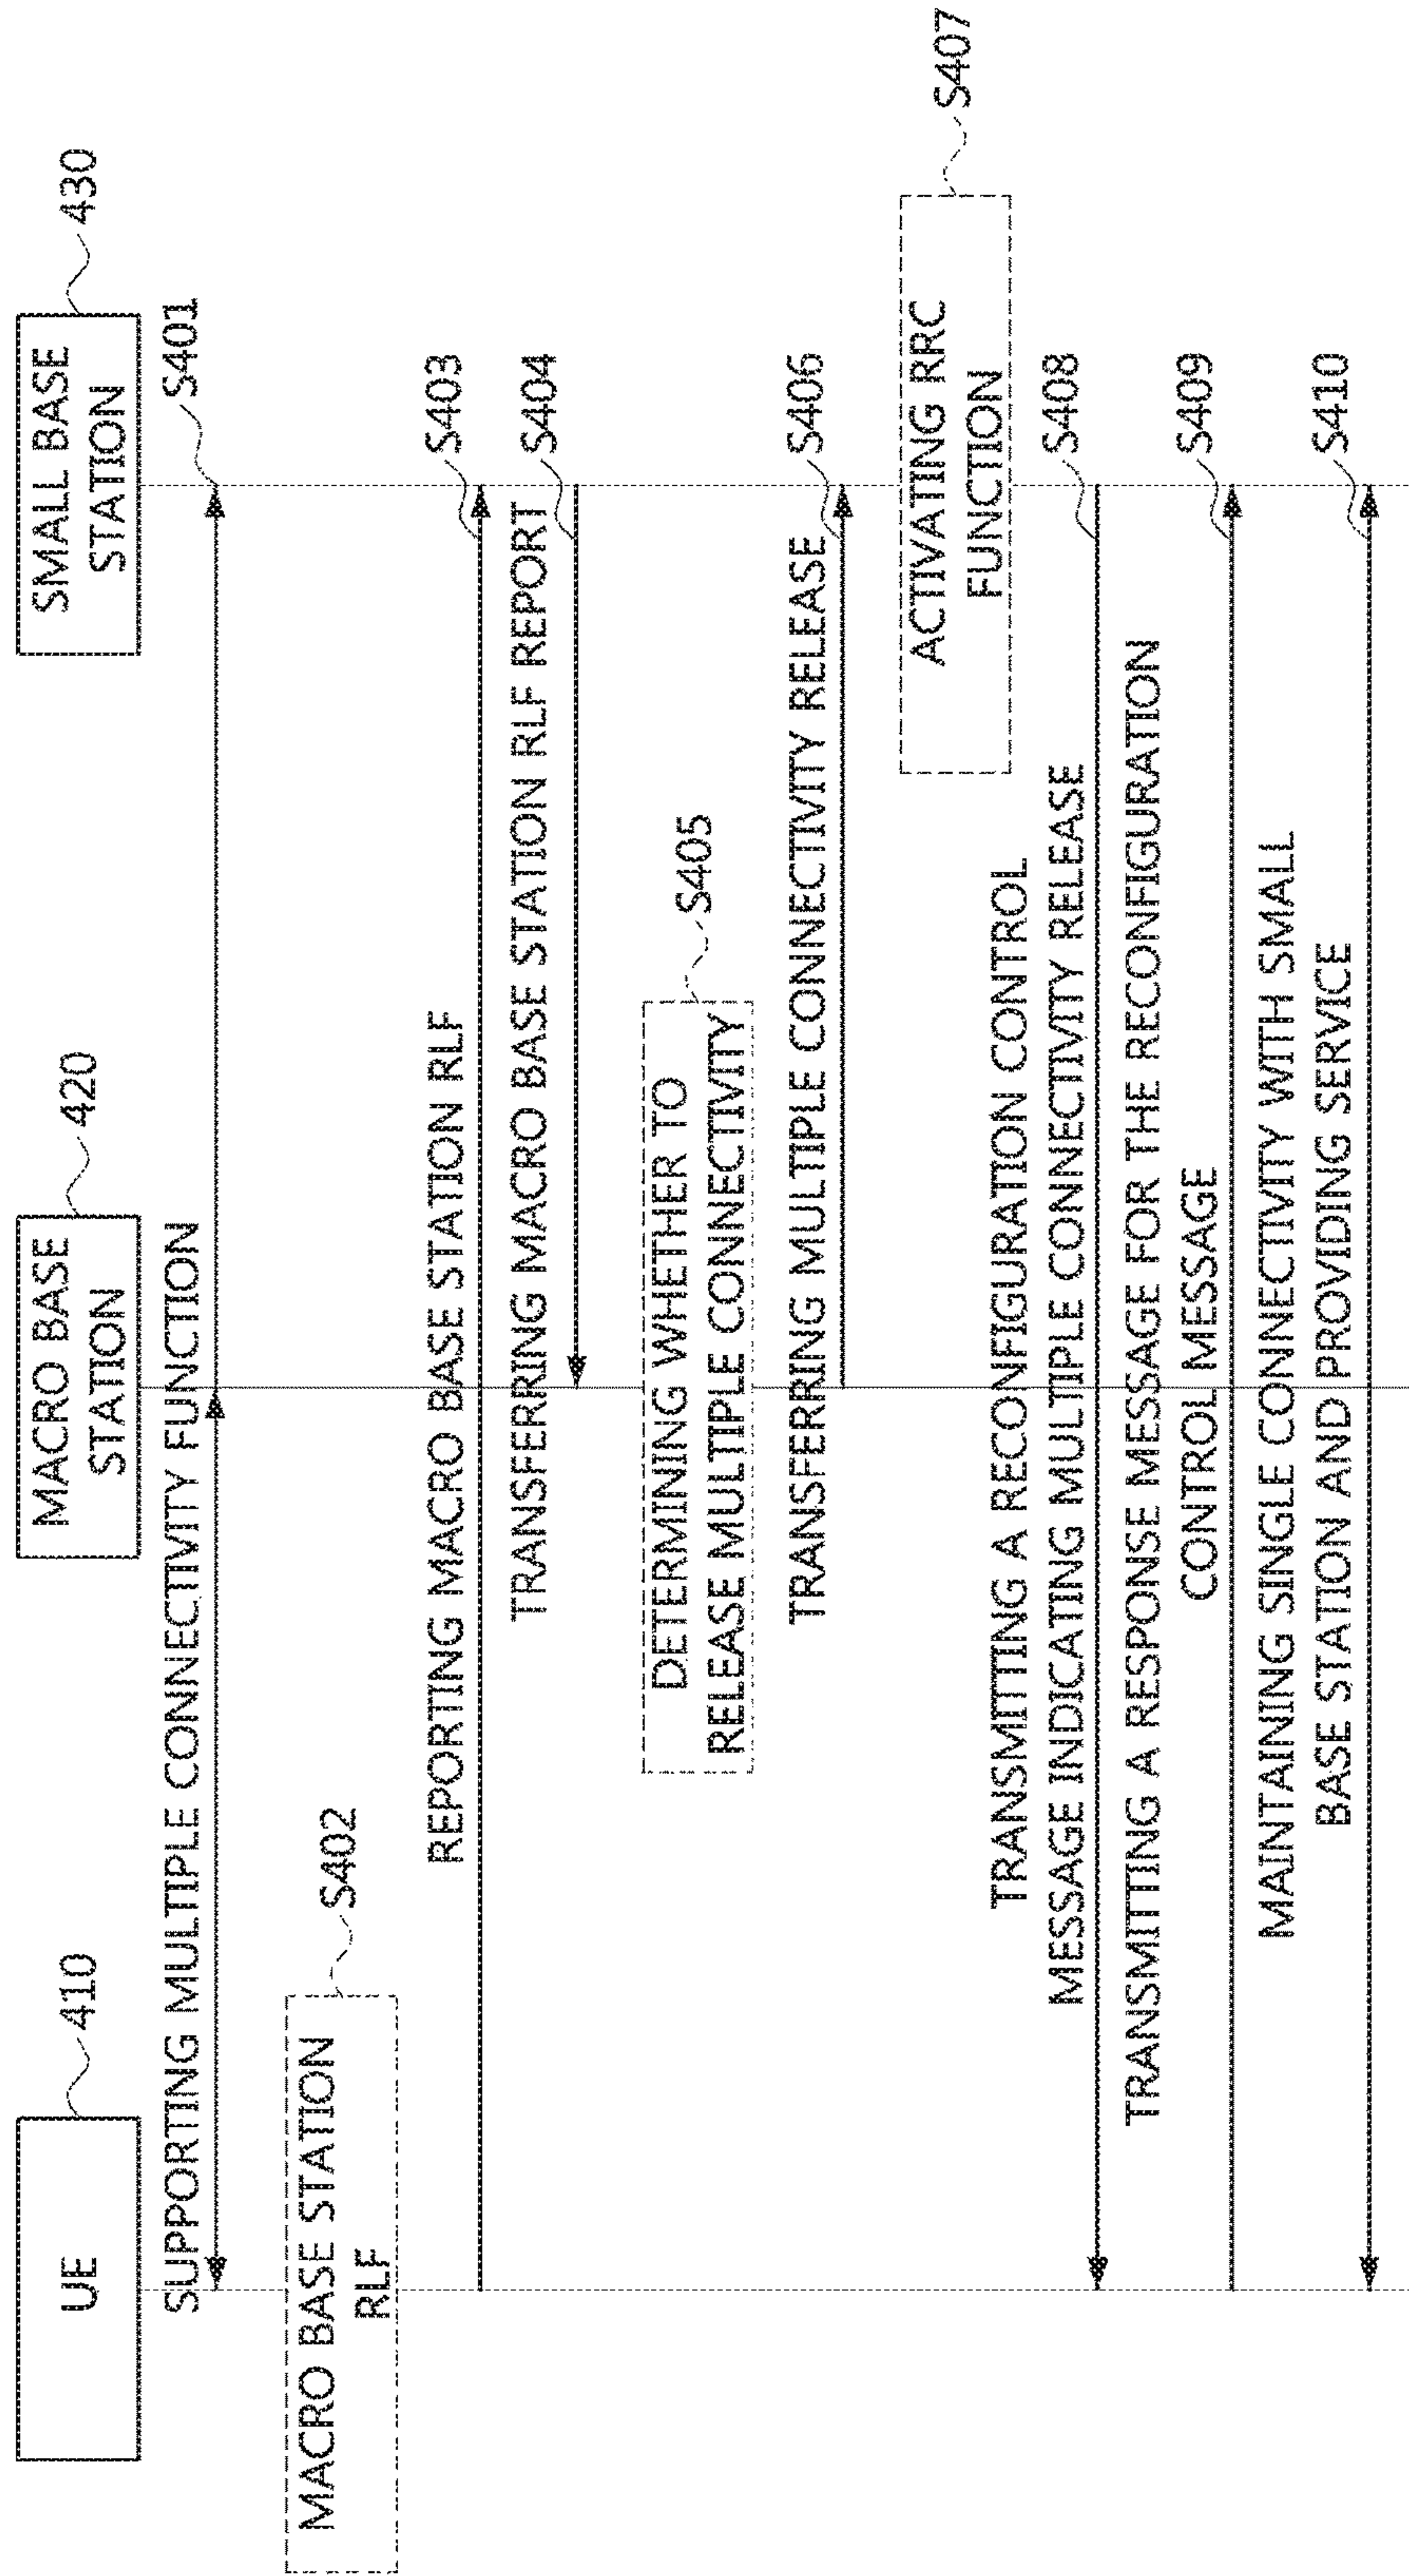 UE
410
MACRO BASE
STATION
420
SMALL BASE
STATION
430
SUPPORTING MULTIPLE CONNECTIVITY FUNCTION
S401
MACRO BASE STATION
RLF
S402
REPORTING MACRO BASE STATION RLF
S403
TRANSFERRING MACRO BASE STATION RLF REPORT
S404
DETERMINING WHETHER TO
RELEASE MULTIPLE CONNECTIVITY
S405
TRANSFERRING MULTIPLE CONNECTIVITY RELEASE
S406
ACTIVATING RRC
FUNCTION
S407
TRANSMITTING A RECONFIGURATION CONTROL
MESSAGE INDICATING MULTIPLE CONNECTIVITY RELEASE
S408
TRANSMITTING A RESPONSE MESSAGE FOR THE RECONFIGURATION
CONTROL MESSAGE
S409
MAINTAINING SINGLE CONNECTIVITY WITH SMALL
BASE STATION AND PROVIDING SERVICE
S410